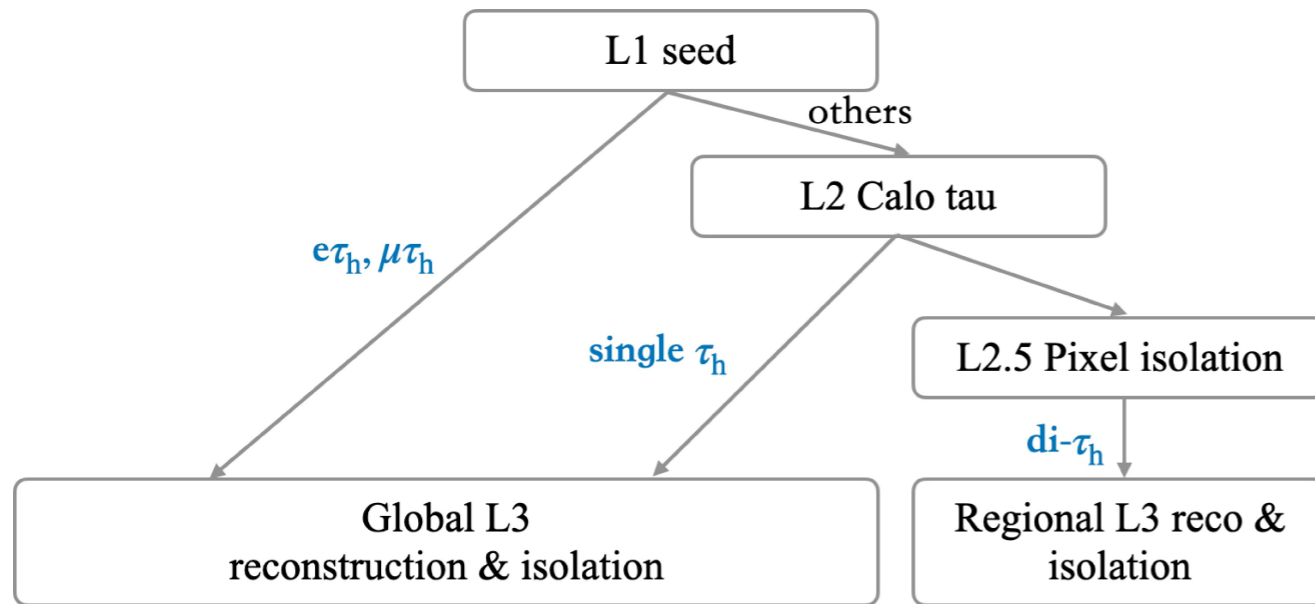 L1 seed
others
L2 Calo tau
eτh, μτh
single τh
L2.5 Pixel isolation
di-τh
Global L3
reconstruction & isolation
Regional L3 reco &
isolation